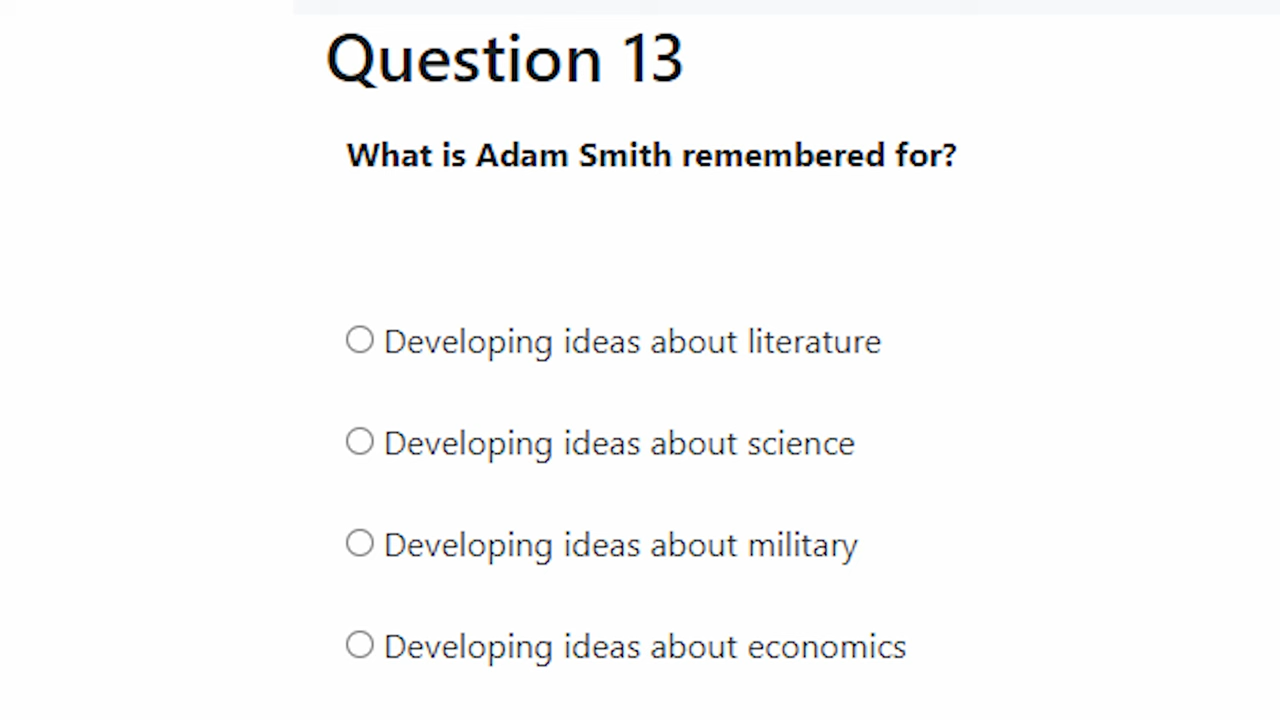 Question 13
What is Adam Smith remembered for?
Developing ideas about literature
Developing ideas about science
Developing ideas about military
Developing ideas about economics